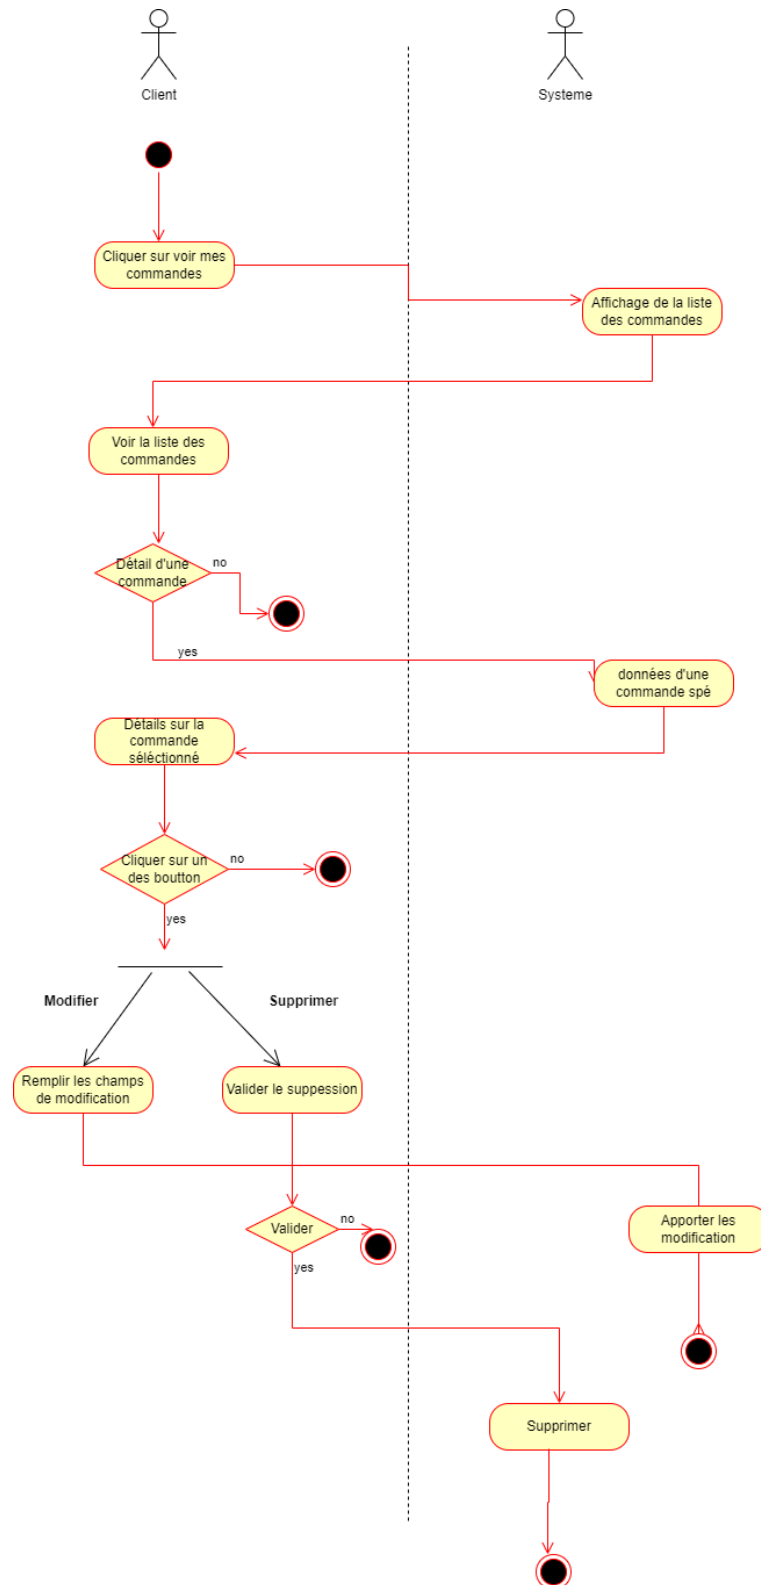 Client
Systeme
Cliquer sur voir mes
commandes
Affichage de la liste
des commandes
Voir la liste des
commandes
Détail d'une
commande
no
yes
données d'une
commande spé
Détails sur la
commande
séléctionné
Cliquer sur un
des boutton
no
yes
Modifier
Supprimer
Remplir les champs
de modification
Valider le suppession
Valider
no
yes
Apporter les
modification
Supprimer